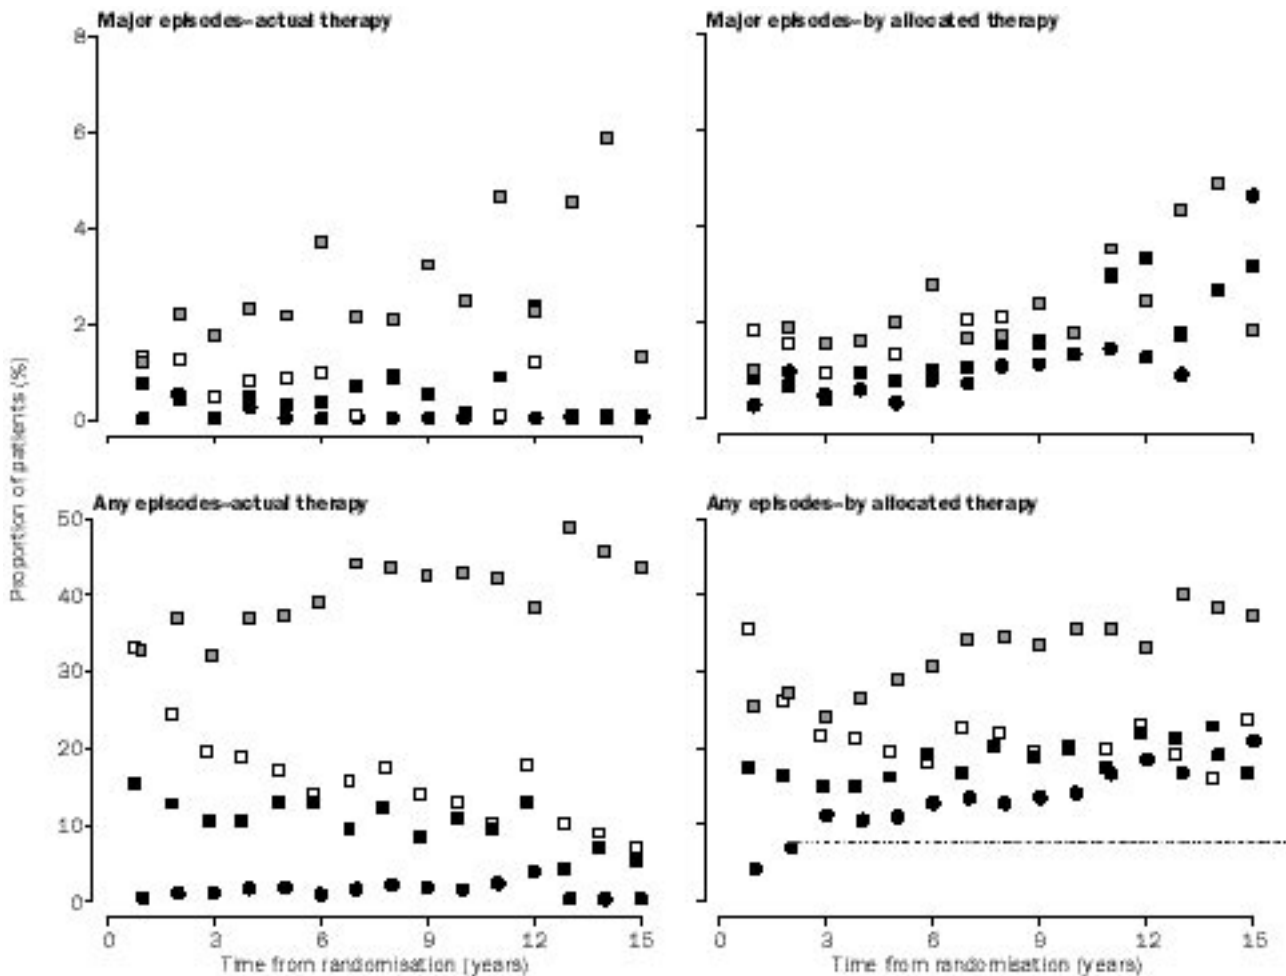 Major episodes–actual therapy
Major episodes–by allocated therapy
8
6
4
2
0
Proportion of patients (%)
Any episodes–actual therapy
Any episodes–by allocated therapy
50
40
30
20
10
0
0 3 6 9 12 15
0 3 6 9 12 15
Time from randomisation (years)
Time from randomisation (years)